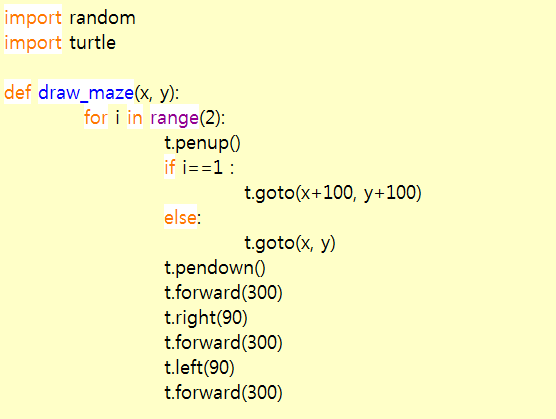 import random
import turtle

def draw_maze(x, y):
        for i in range(2):
                t.penup()
                if i==1 :
                        t.goto(x+100, y+100)
                else:
                        t.goto(x, y)
                t.pendown()
                t.forward(300)
                t.right(90)
                t.forward(300)
                t.left(90)
                t.forward(300)